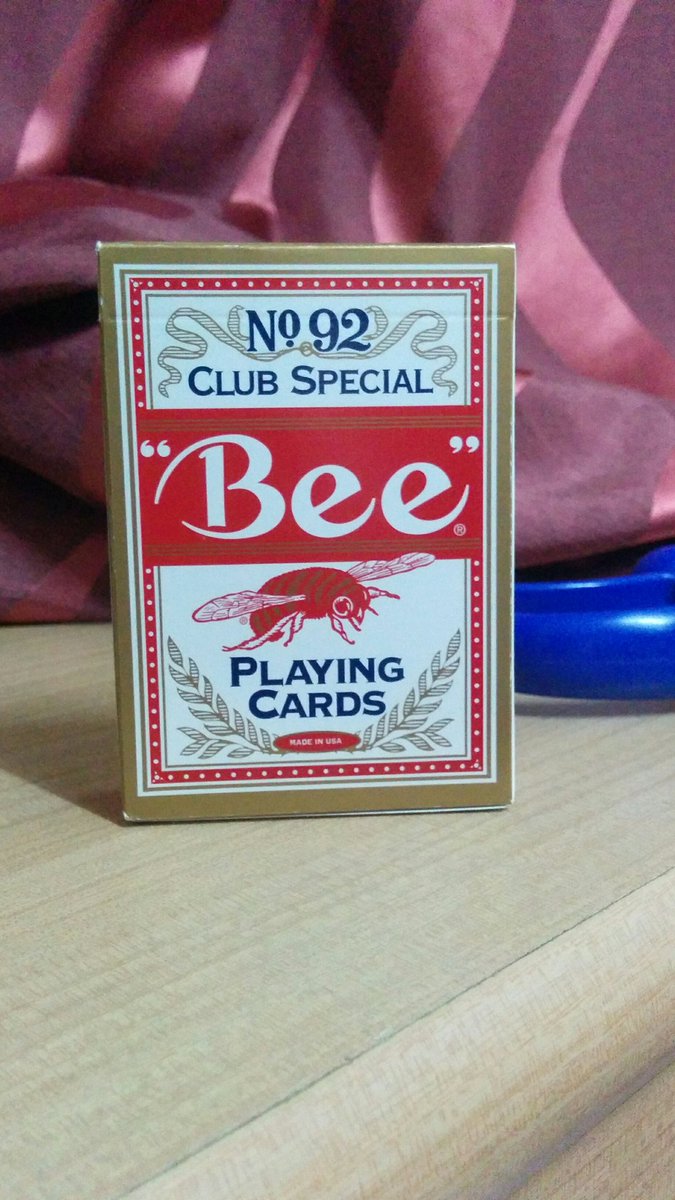 No 92
CLUB SPECIAL
“Bee”®
®
PLAYING
CARDS
MADE IN USA